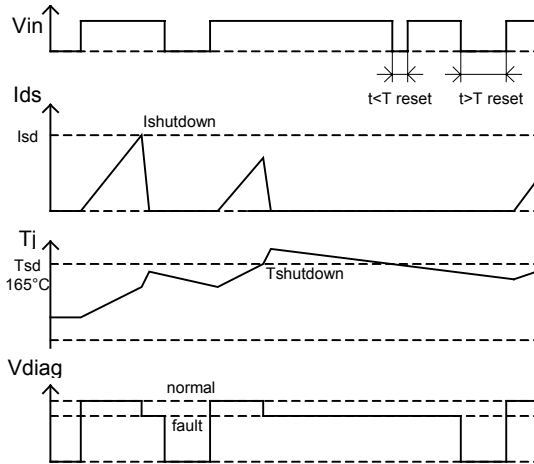 Vin
t<T reset
t>T reset
Ids
Ishutdown
Isd
Tj
Tsd
165°C
Tshutdown
Vdiag
normal
fault